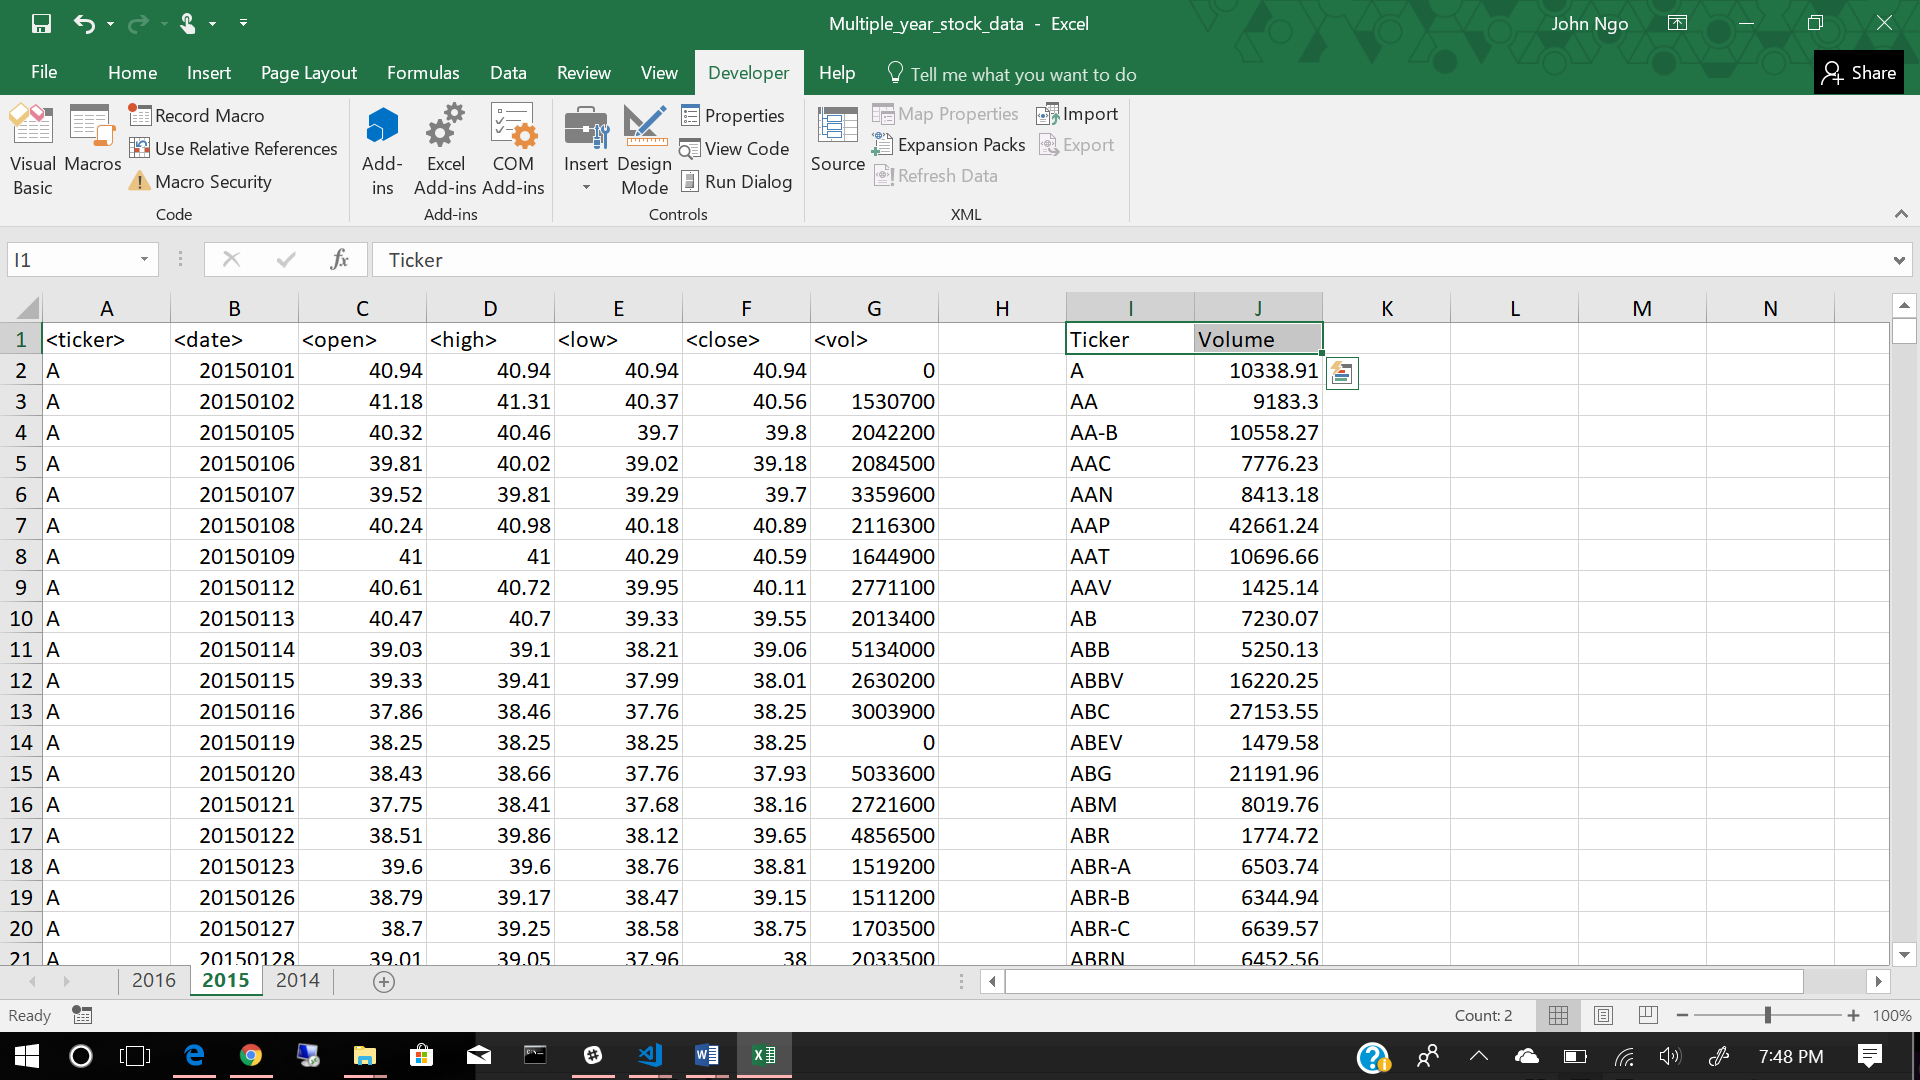 Multiple_year_stock_data - Excel
John Ngo
File Home Insert Page Layout Formulas Data Review View Developer Help Tell me what you want to do Share
Visual Basic
Macros
Record Macro
Use Relative References
Macro Security
Code
Add-ins
Excel Add-ins
COM Add-ins
Add-ins
Insert
Design Mode
Properties
View Code
Run Dialog
Controls
Source
Map Properties
Expansion Packs
Refresh Data
Import
Export
XML
I1 fx Ticker
A B C D E F G H I J K L M N
1 <ticker> <date> <open> <high> <low> <close> <vol> Ticker Volume
2 A 20150101 40.94 40.94 40.94 40.94 0 A 10338.91
3 A 20150102 41.18 41.31 40.37 40.56 1530700 AA 9183.3
4 A 20150105 40.32 40.46 39.7 39.8 2042200 AA-B 10558.27
5 A 20150106 39.81 40.02 39.02 39.18 2084500 AAC 7776.23
6 A 20150107 39.52 39.81 39.29 39.7 3359600 AAN 8413.18
7 A 20150108 40.24 40.98 40.18 40.89 2116300 AAP 42661.24
8 A 20150109 41 41 40.29 40.59 1644900 AAT 10696.66
9 A 20150112 40.61 40.72 39.95 40.11 2771100 AAV 1425.14
10 A 20150113 40.47 40.7 39.33 39.55 2013400 AB 7230.07
11 A 20150114 39.03 39.1 38.21 39.06 5134000 ABB 5250.13
12 A 20150115 39.33 39.41 37.99 38.01 2630200 ABBV 16220.25
13 A 20150116 37.86 38.46 37.76 38.25 3003900 ABC 27153.55
14 A 20150119 38.25 38.25 38.25 38.25 0 ABEV 1479.58
15 A 20150120 38.43 38.66 37.76 37.93 5033600 ABG 21191.96
16 A 20150121 37.75 38.41 37.68 38.16 2721600 ABM 8019.76
17 A 20150122 38.51 39.86 38.12 39.65 4856500 ABR 1774.72
18 A 20150123 39.6 39.6 38.76 38.81 1519200 ABR-A 6503.74
19 A 20150126 38.79 39.17 38.47 39.15 1511200 ABR-B 6344.94
20 A 20150127 38.7 39.25 38.58 38.75 1703500 ABR-C 6639.57
21 A 20150128 39.01 39.05 37.96 38 2033500 ABRN 6452.56
2016 2015 2014
Ready Count: 2 100%
7:48 PM